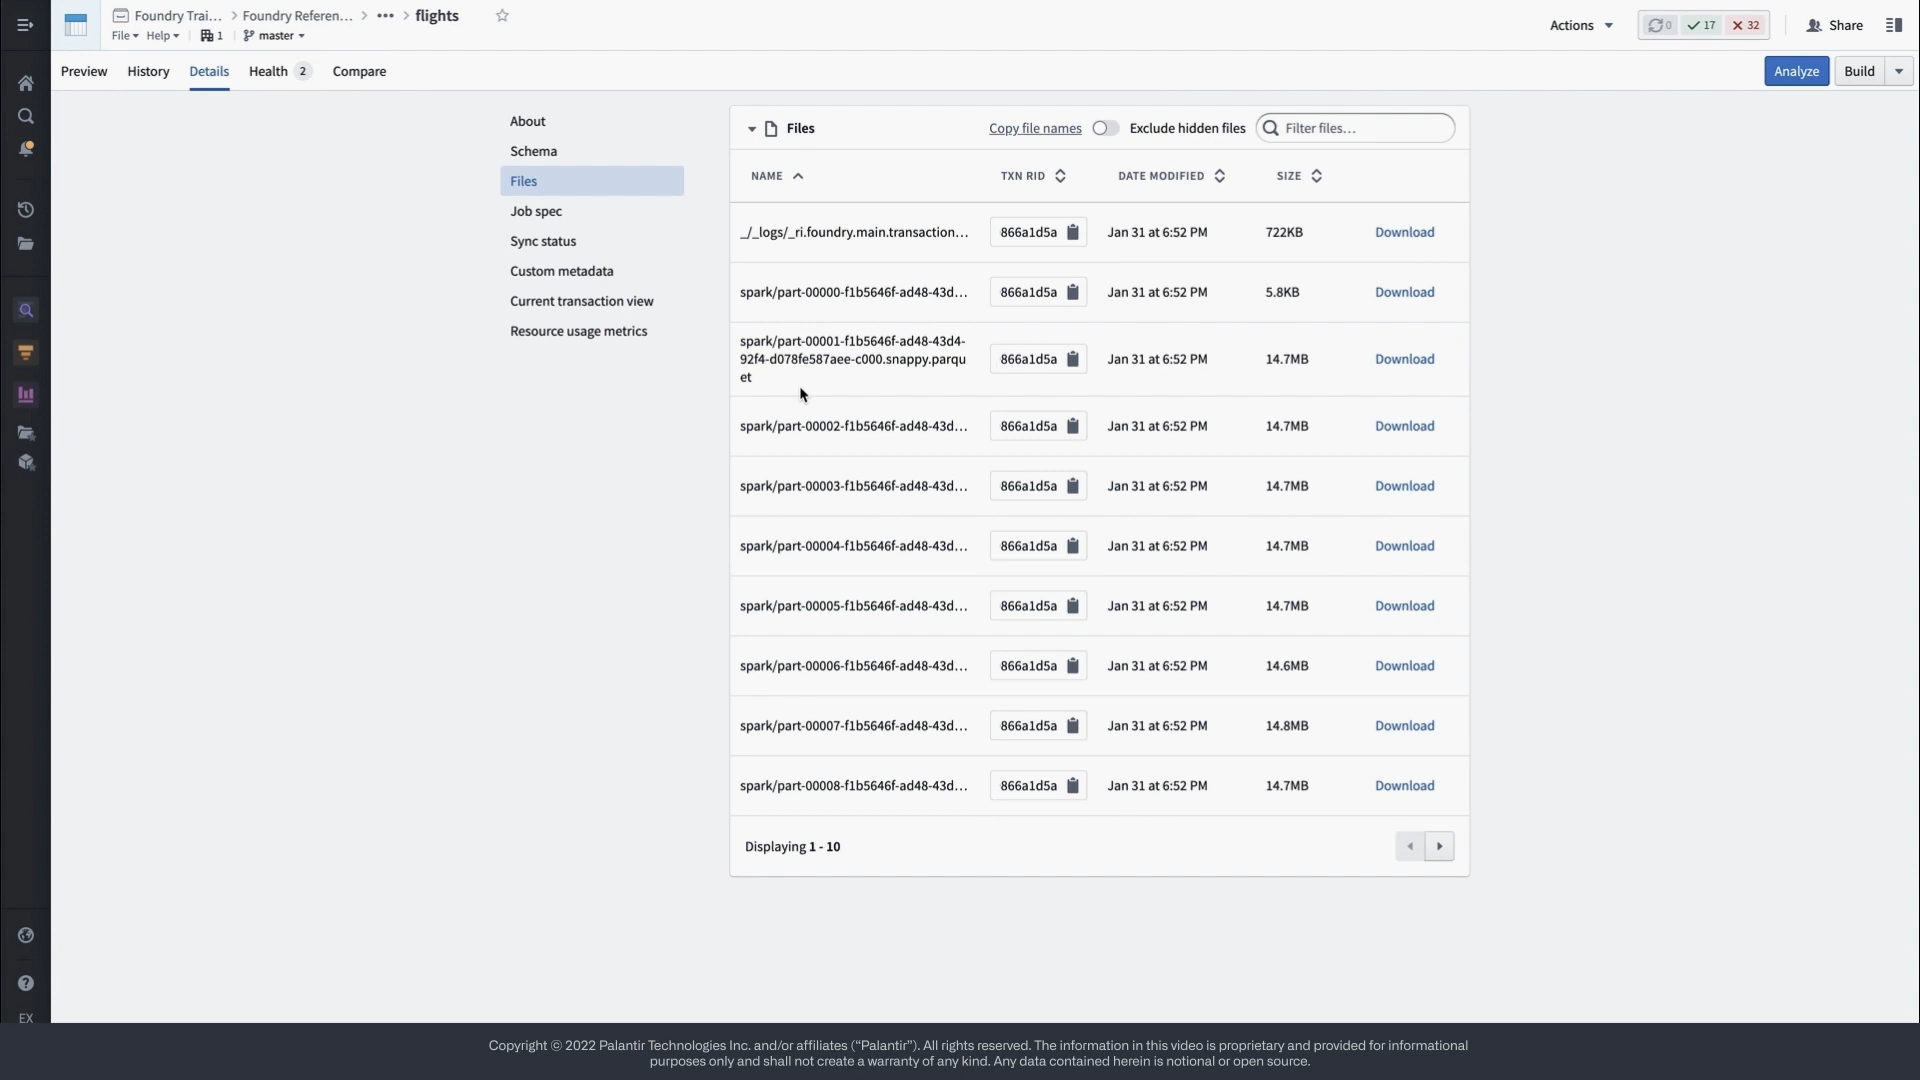 Foundry Trai... > Foundry Referen... > ••• > flights
File Help 1 master
Actions 0 17 32 Share
Preview History Details Health 2 Compare
Analyze Build
About
Schema
Files
Job spec
Sync status
Custom metadata
Current transaction view
Resource usage metrics
Files Copy file names Exclude hidden files Filter files...
NAME TXN RID DATE MODIFIED SIZE
_/_logs/_ri.foundry.main.transaction... 866a1d5a Jan 31 at 6:52 PM 722KB Download
spark/part-00000-f1b5646f-ad48-43d... 866a1d5a Jan 31 at 6:52 PM 5.8KB Download
spark/part-00001-f1b5646f-ad48-43d4-
92f4-d078fe587aee-c000.snappy.parqu 866a1d5a Jan 31 at 6:52 PM 14.7MB Download
et
spark/part-00002-f1b5646f-ad48-43d... 866a1d5a Jan 31 at 6:52 PM 14.7MB Download
spark/part-00003-f1b5646f-ad48-43d... 866a1d5a Jan 31 at 6:52 PM 14.7MB Download
spark/part-00004-f1b5646f-ad48-43d... 866a1d5a Jan 31 at 6:52 PM 14.7MB Download
spark/part-00005-f1b5646f-ad48-43d... 866a1d5a Jan 31 at 6:52 PM 14.7MB Download
spark/part-00006-f1b5646f-ad48-43d... 866a1d5a Jan 31 at 6:52 PM 14.6MB Download
spark/part-00007-f1b5646f-ad48-43d... 866a1d5a Jan 31 at 6:52 PM 14.8MB Download
spark/part-00008-f1b5646f-ad48-43d... 866a1d5a Jan 31 at 6:52 PM 14.7MB Download
Displaying 1 - 10
EX
Copyright © 2022 Palantir Technologies Inc. and/or affiliates (“Palantir”). All rights reserved. The information in this video is proprietary and provided for informational
purposes only and shall not create a warranty of any kind. Any data contained herein is notional or open source.